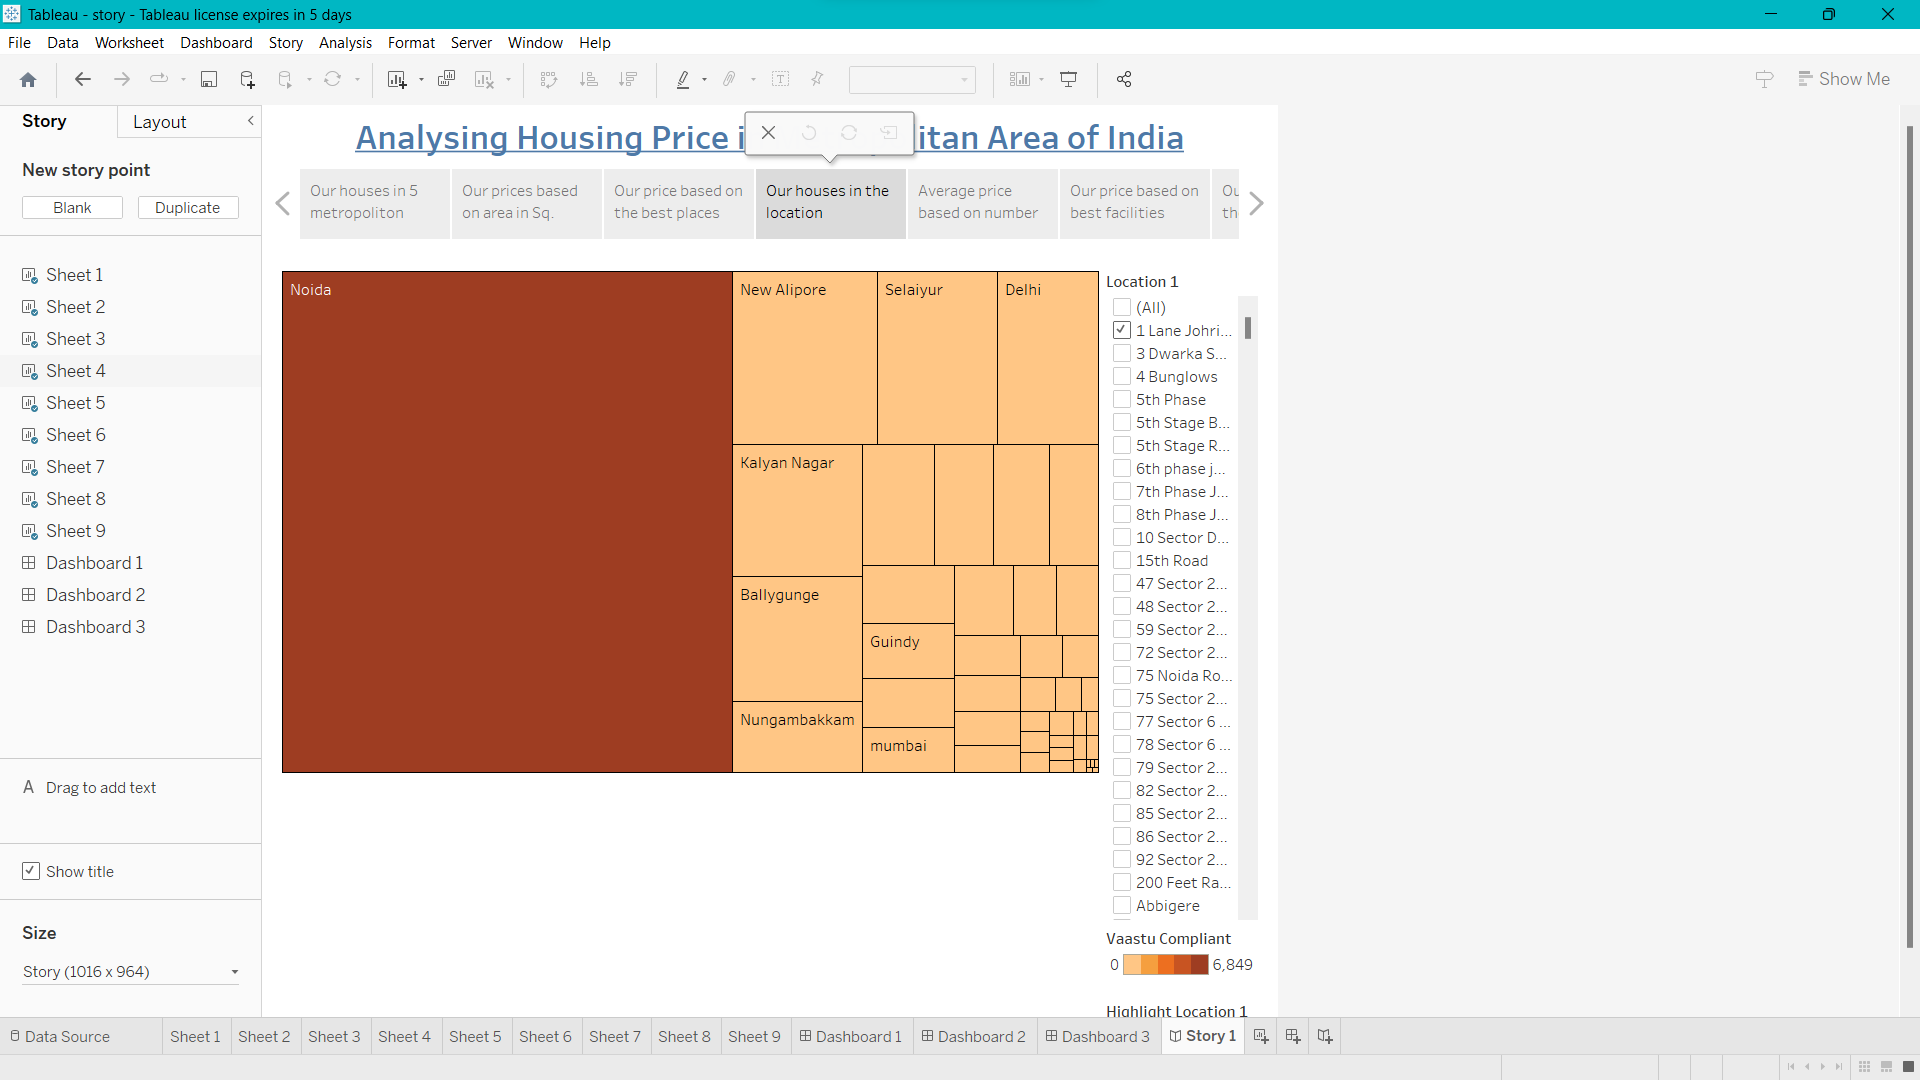 Tableau - story - Tableau license expires in 5 days
File Data Worksheet Dashboard Story Analysis Format Server Window Help
Show Me
Story
Layout
New story point
Blank
Duplicate
Sheet 1
Sheet 2
Sheet 3
Sheet 4
Sheet 5
Sheet 6
Sheet 7
Sheet 8
Sheet 9
Dashboard 1
Dashboard 2
Dashboard 3
A Drag to add text
Show title
Size
Story (1016 x 964)
Analysing Housing Price i
itan Area of India
Our houses in 5
metropoliton
Our prices based
on area in Sq.
Our price based on
the best places
Our houses in the
location
Average price
based on number
Our price based on
best facilities
Ou
th
Noida
New Alipore
Selaiyur
Delhi
Kalyan Nagar
Ballygunge
Guindy
Nungambakkam
mumbai
Location 1
(All)
1 Lane Johri...
3 Dwarka S...
4 Bunglows
5th Phase
5th Stage B...
5th Stage R...
6th phase j...
7th Phase J...
8th Phase J...
10 Sector D...
15th Road
47 Sector 2...
48 Sector 2...
59 Sector 2...
72 Sector 2...
75 Noida Ro...
75 Sector 2...
77 Sector 6 ...
78 Sector 6 ...
79 Sector 2...
82 Sector 2...
85 Sector 2...
86 Sector 2...
92 Sector 2...
200 Feet Ra...
Abbigere
Vaastu Compliant
0 6,849
Highlight Location 1
Data Source Sheet 1 Sheet 2 Sheet 3 Sheet 4 Sheet 5 Sheet 6 Sheet 7 Sheet 8 Sheet 9 Dashboard 1 Dashboard 2 Dashboard 3 Story 1